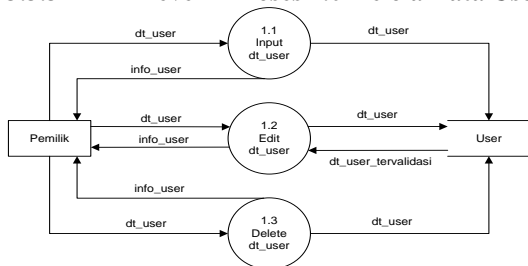 dt_user
1.1
Input
dt_user
dt_user
info_user
Pemilik
dt_user
info_user
1.2
Edit
dt_user
dt_user
dt_user_tervalidasi
User
info_user
dt_user
1.3
Delete
dt_user
dt_user